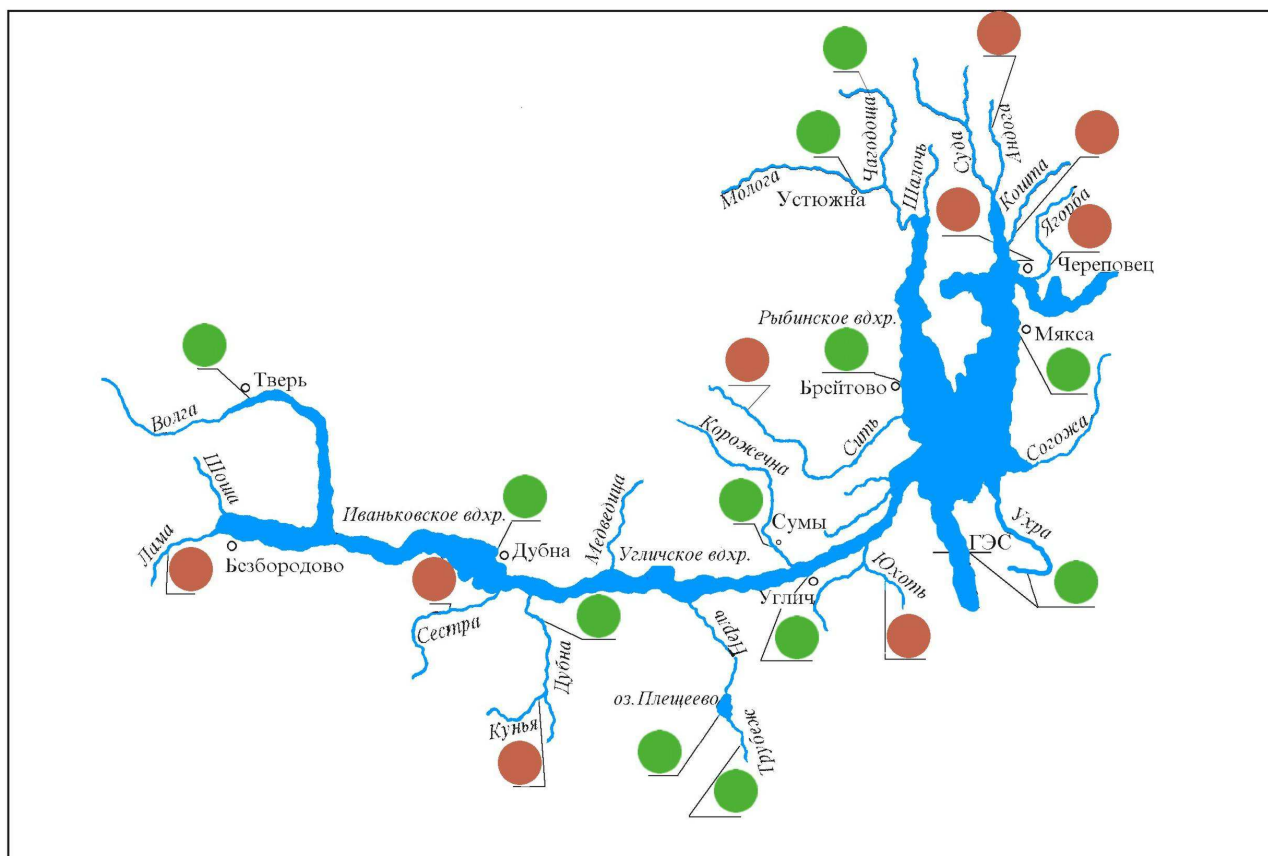 Чагодоща
Шалочь
Суда
Андога
Молога
Устюжна
Кошта
Ягорба
Череповец
Рыбинское вдхр.
Мякса
Брейтово
Тверь
Волга
Корожечна
Сить
Согожа
Шоша
Иваньковское вдхр.
Медведица
Сумы
Ухра
Лама
Безбородово
Дубна
Угличское вдхр.
ГЭС
Углич
Юхоть
Сестра
Дубна
Нерль
оз.Плещеево
Кунья
Трубеж